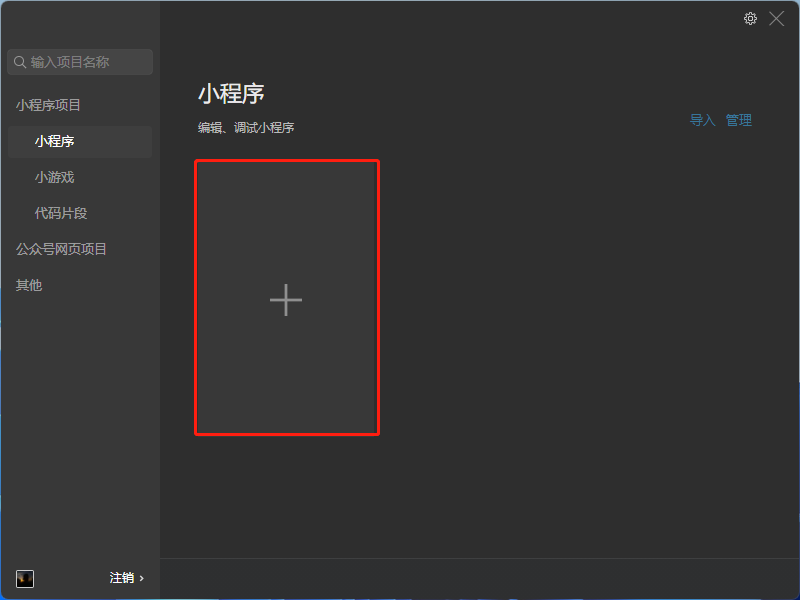 输入项目名称
小程序项目
小程序
小游戏
代码片段
公众号网页项目
其他
注销 ›
小程序
编辑、调试小程序
导入 管理